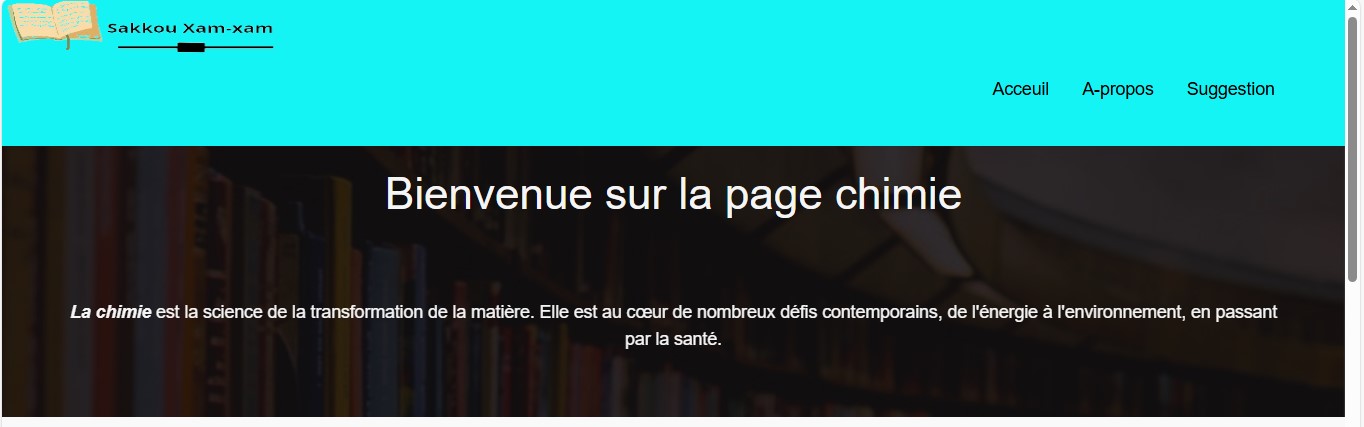 Sakkou Xam-xam
Acceuil A-propos Suggestion
Bienvenue sur la page chimie
La chimie est la science de la transformation de la matière. Elle est au cœur de nombreux défis contemporains, de l'énergie à l'environnement, en passant
par la santé.